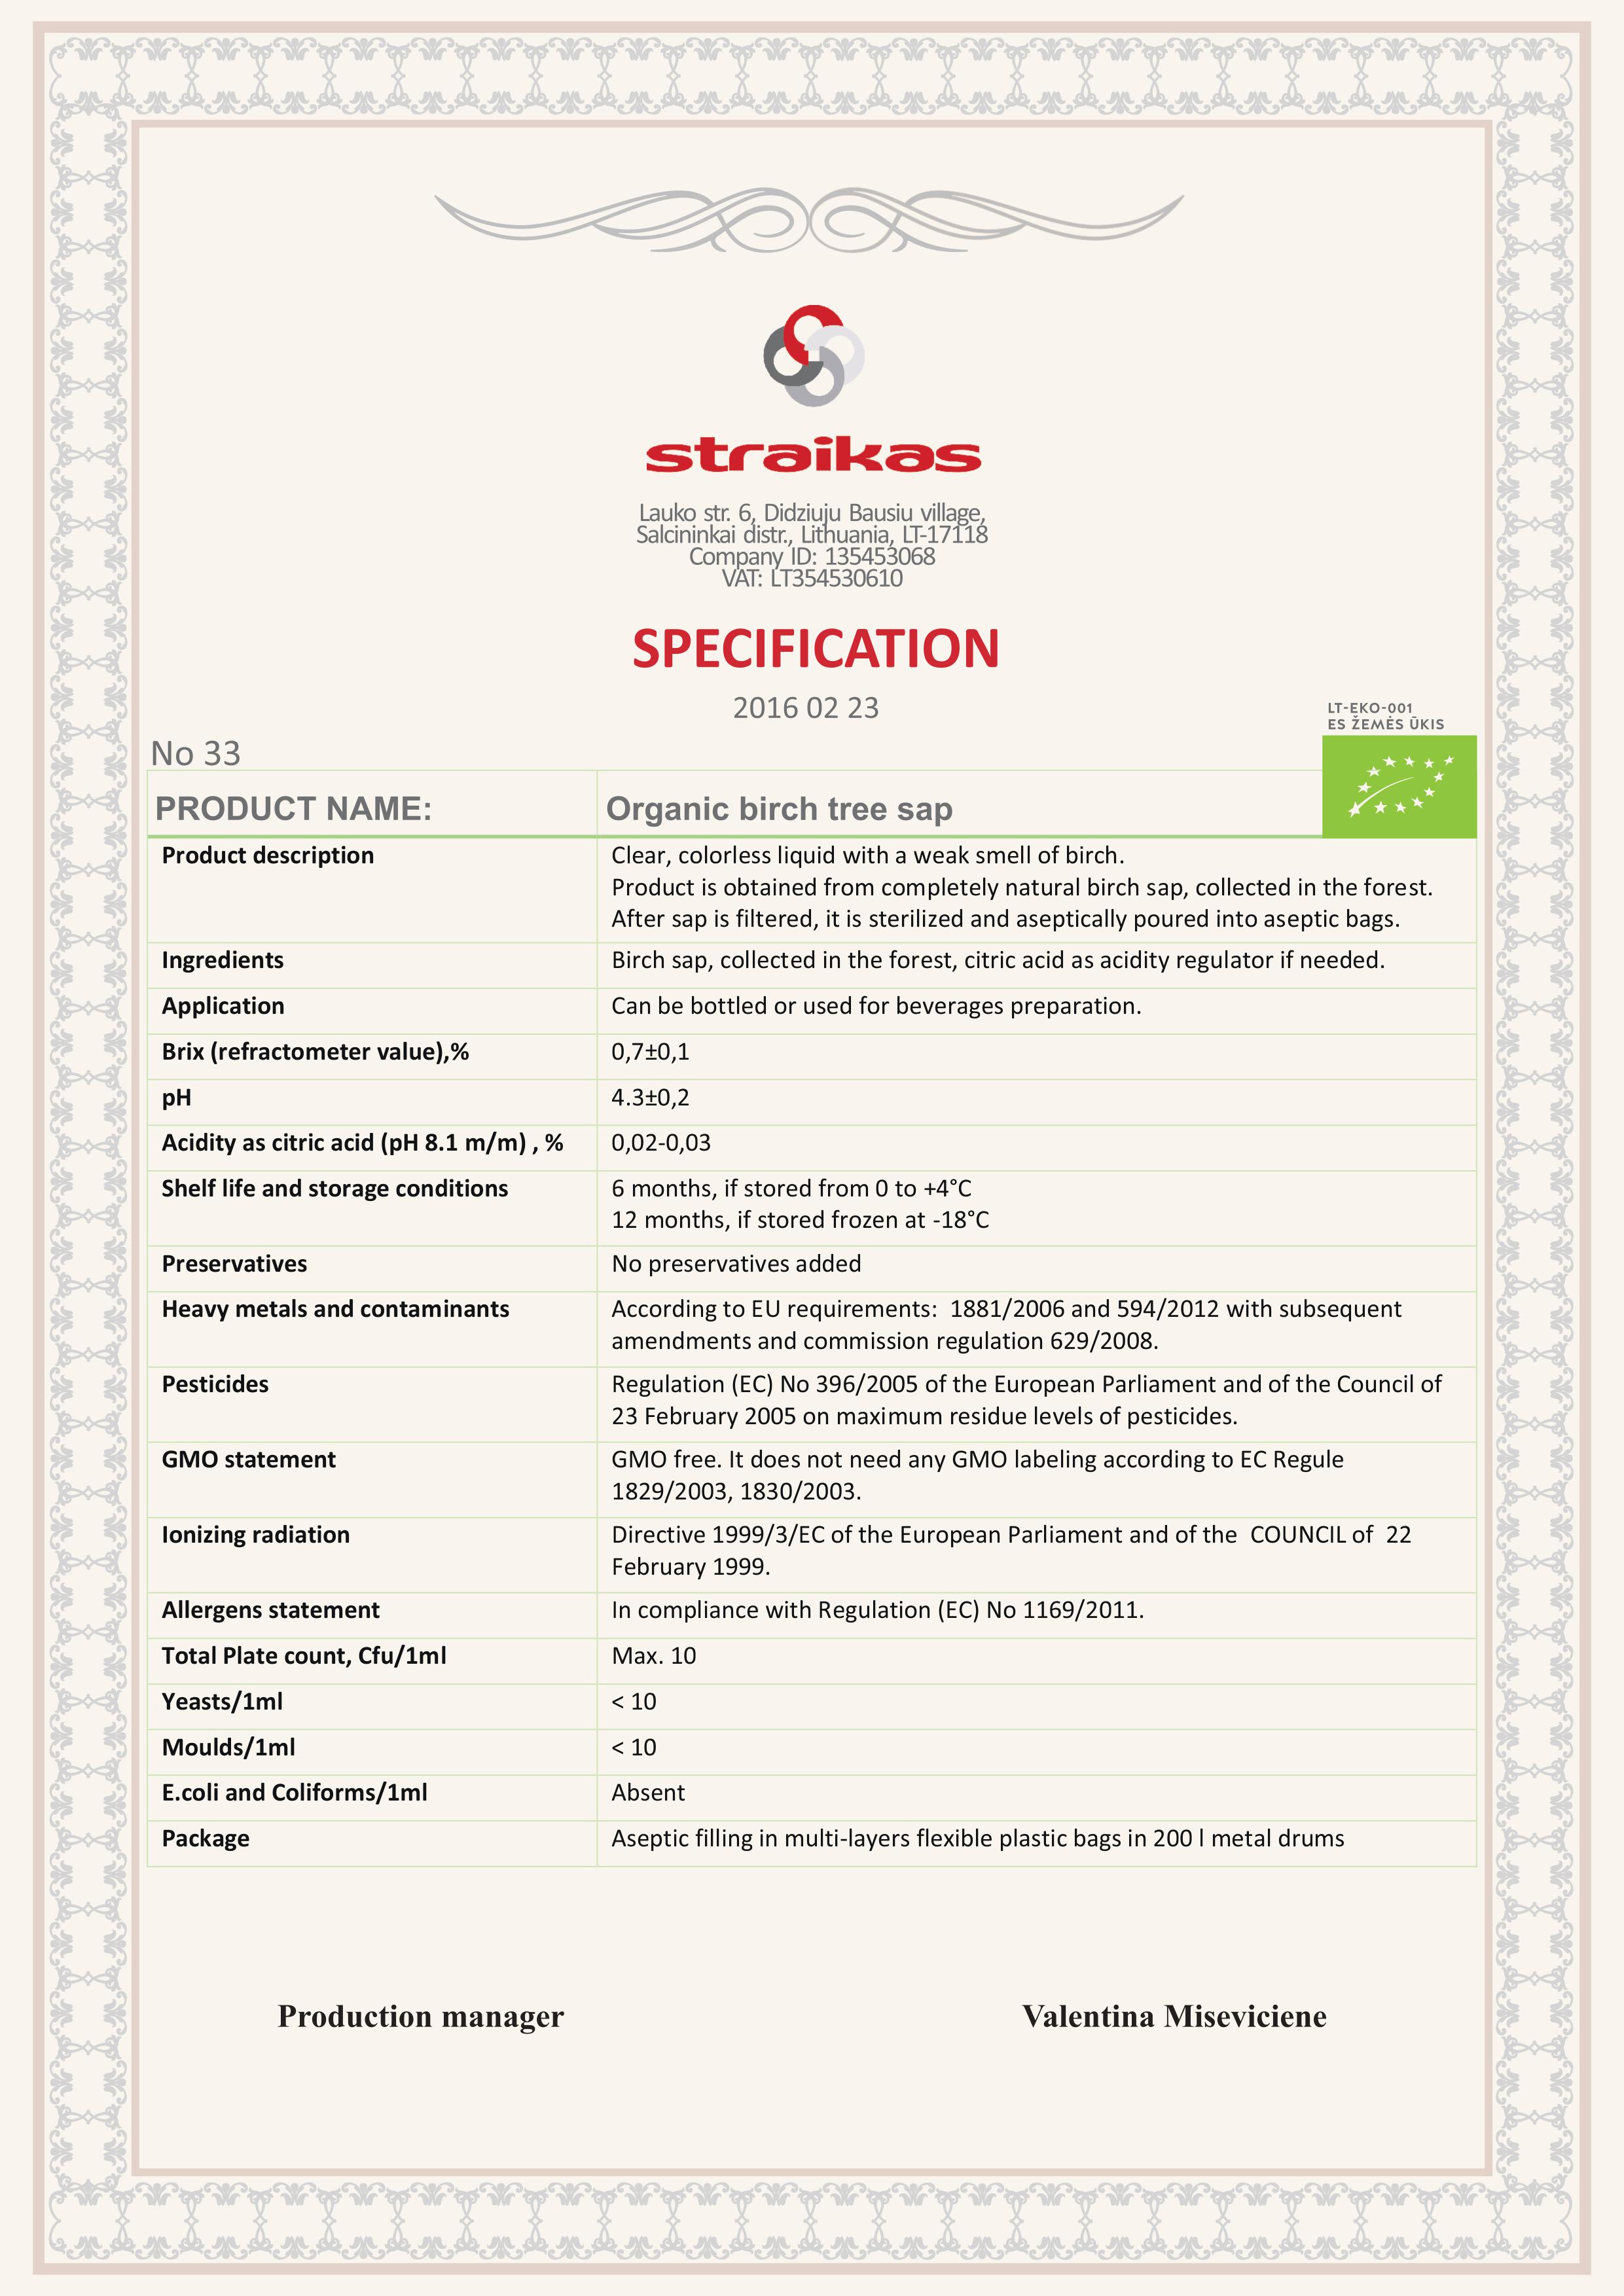 straikas
Lauko str. 6, Didziuju Bausiu village,
Salcininkai distr., Lithuania, LT-17118
Company ID: 135453068
VAT: LT354530610
SPECIFICATION
2016 02 23
LT-EKO-001
ES ŽEMĖS ŪKIS
No 33
PRODUCT NAME: Organic birch tree sap
Product description Clear, colorless liquid with a weak smell of birch.
Product is obtained from completely natural birch sap, collected in the forest.
After sap is filtered, it is sterilized and aseptically poured into aseptic bags.
Ingredients Birch sap, collected in the forest, citric acid as acidity regulator if needed.
Application Can be bottled or used for beverages preparation.
Brix (refractometer value),% 0,7±0,1
pH 4.3±0,2
Acidity as citric acid (pH 8.1 m/m) , % 0,02-0,03
Shelf life and storage conditions 6 months, if stored from 0 to +4°C
12 months, if stored frozen at -18°C
Preservatives No preservatives added
Heavy metals and contaminants According to EU requirements: 1881/2006 and 594/2012 with subsequent
amendments and commission regulation 629/2008.
Pesticides Regulation (EC) No 396/2005 of the European Parliament and of the Council of
23 February 2005 on maximum residue levels of pesticides.
GMO statement GMO free. It does not need any GMO labeling according to EC Regule
1829/2003, 1830/2003.
Ionizing radiation Directive 1999/3/EC of the European Parliament and of the COUNCIL of 22
February 1999.
Allergens statement In compliance with Regulation (EC) No 1169/2011.
Total Plate count, Cfu/1ml Max. 10
Yeasts/1ml < 10
Moulds/1ml < 10
E.coli and Coliforms/1ml Absent
Package Aseptic filling in multi-layers flexible plastic bags in 200 l metal drums
Production manager Valentina Miseviciene